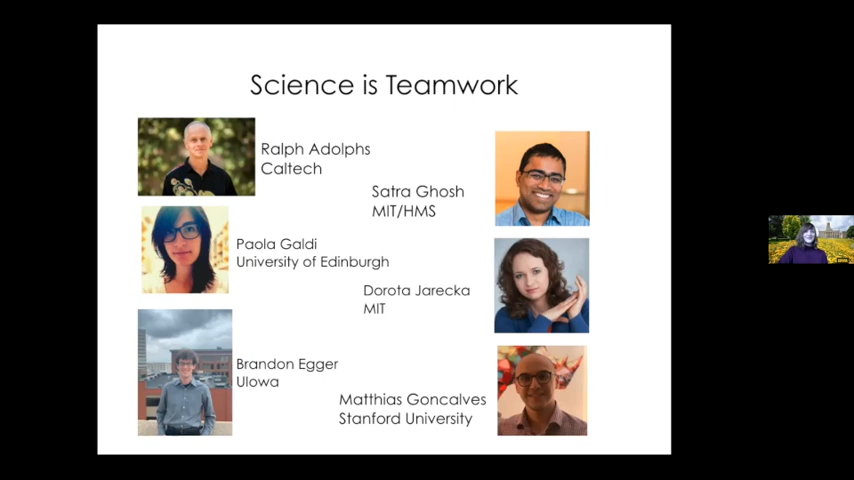 Science is Teamwork
Ralph Adolphs
Caltech
Satra Ghosh
MIT/HMS
Paola Galdi
University of Edinburgh
Dorota Jarecka
MIT
Brandon Egger
UIowa
Matthias Goncalves
Stanford University